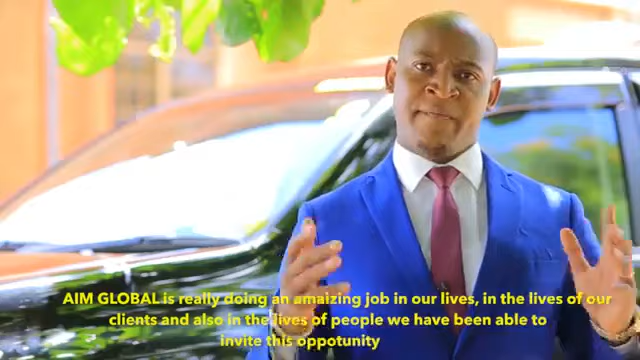 AIM GLOBAL is really doing an amaizing job in our lives, in the lives of our
clients and also in the lives of people we have been able to
invite this oppotunity